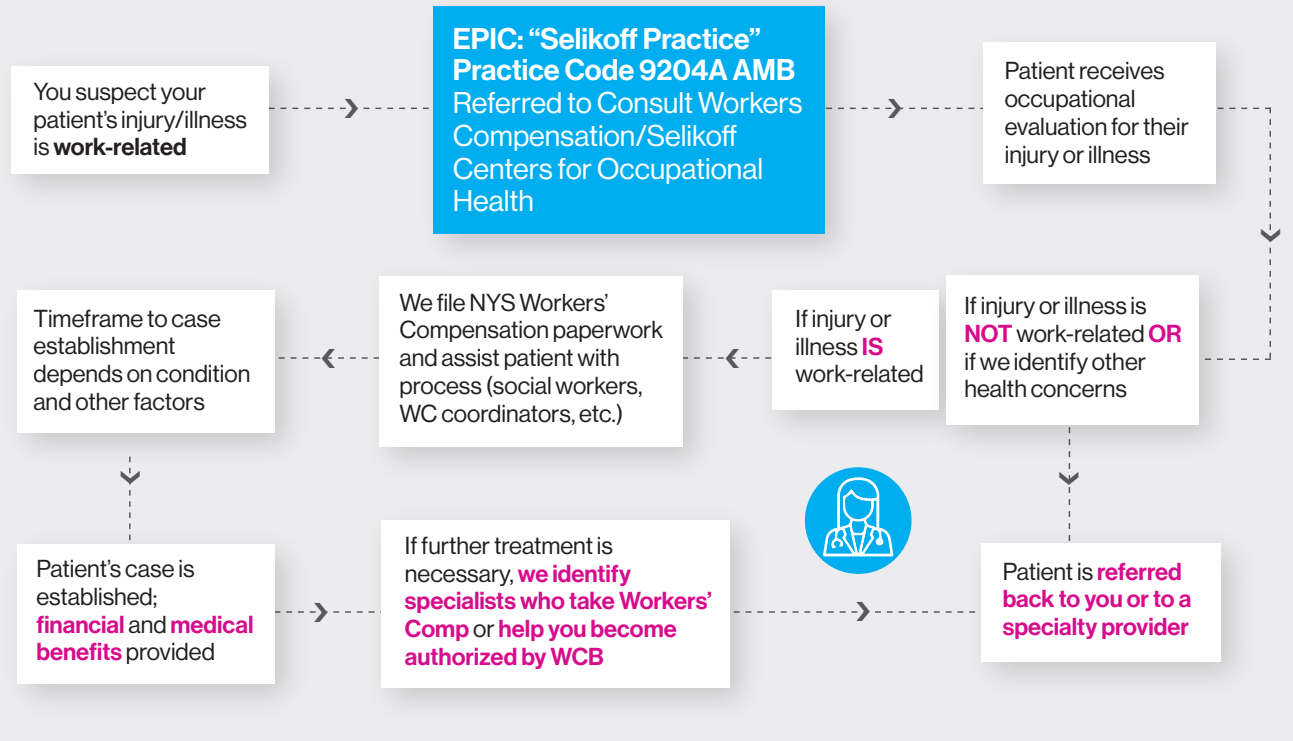 You suspect your
patient’s injury/illness
is work-related
EPIC: “Selikoff Practice”
Practice Code 9204A AMB
Referred to Consult Workers
Compensation/Selikoff
Centers for Occupational
Health
Patient receives
occupational
evaluation for their
injury or illness
If injury or illness is
NOT work-related OR
if we identify other
health concerns
If injury or
illness IS
work-related
We file NYS Workers’
Compensation paperwork
and assist patient with
process (social workers,
WC coordinators, etc.)
Timeframe to case
establishment
depends on condition
and other factors
Patient’s case is
established;
financial and medical
benefits provided
If further treatment is
necessary, we identify
specialists who take Workers’
Comp or help you become
authorized by WCB
Patient is referred
back to you or to a
specialty provider